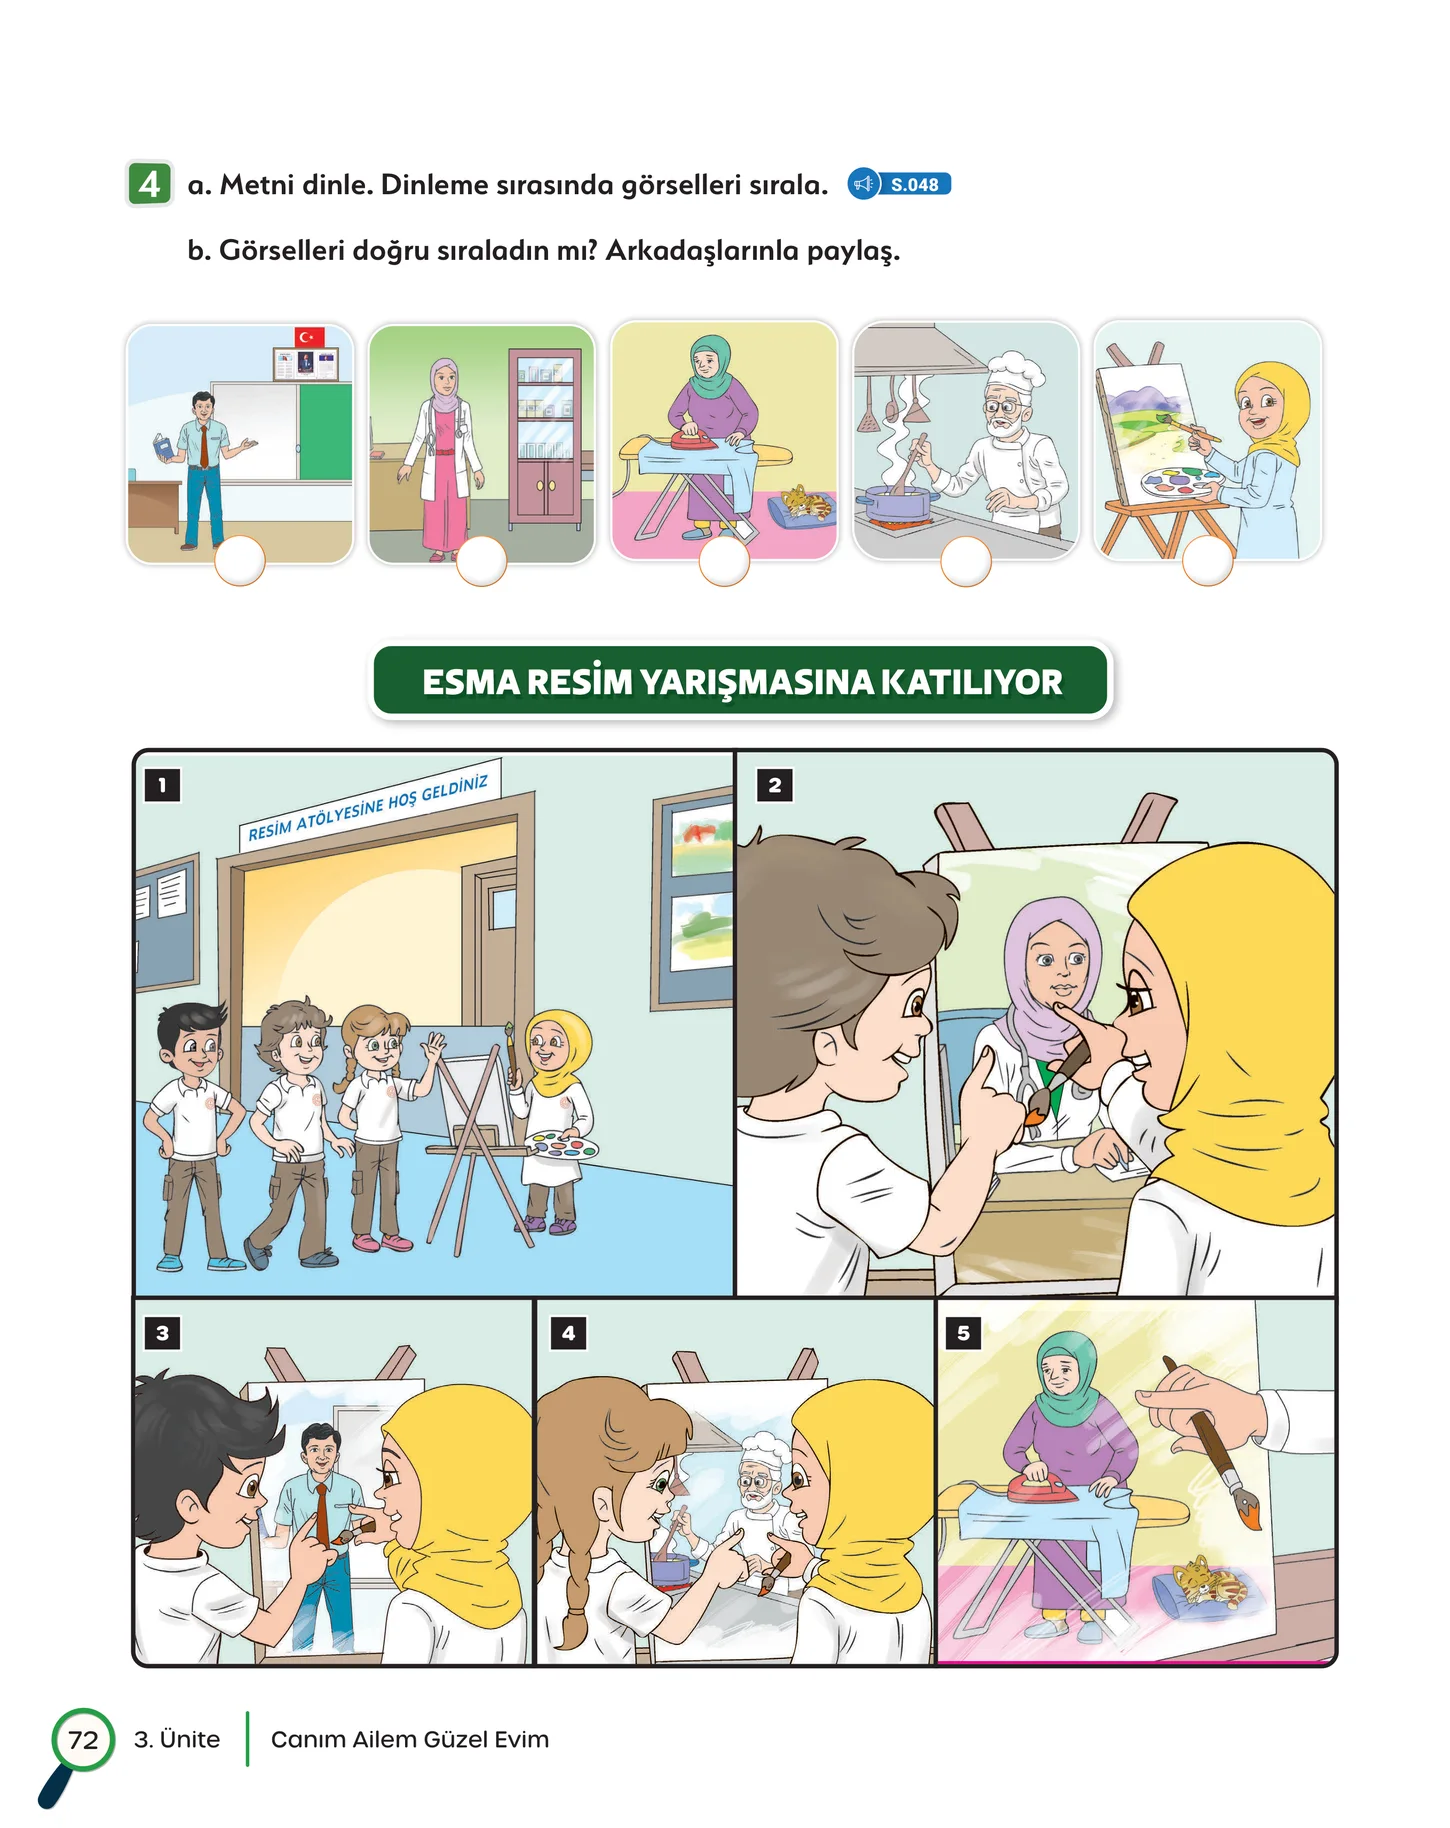 4 a. Metni dinle. Dinleme sırasında görselleri sırala. S.048
b. Görselleri doğru sıraladın mı? Arkadaşlarınla paylaş.
ESMA RESİM YARIŞMASINA KATILIYOR
1
RESİM ATÖLYESİNE HOŞ GELDİNİZ
2
3
4
5
72 3. Ünite Canım Ailem Güzel Evim